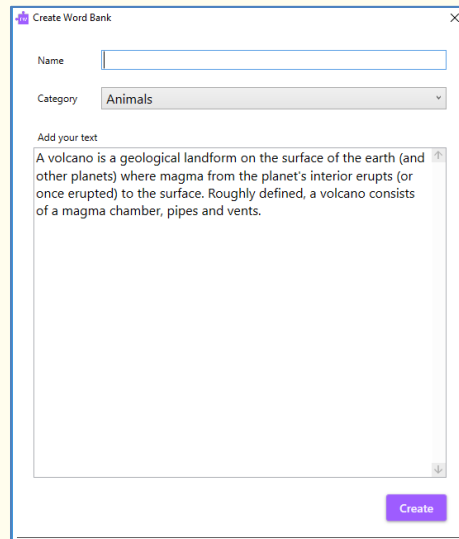 Create Word Bank
Name
Category
Animals
Add your text
A volcano is a geological landform on the surface of the earth (and
other planets) where magma from the planet's interior erupts (or
once erupted) to the surface. Roughly defined, a volcano consists
of a magma chamber, pipes and vents.
Create